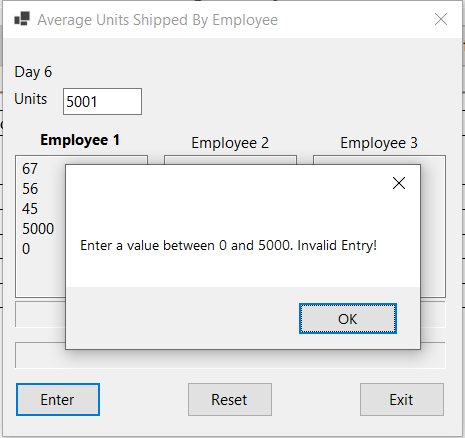 Average Units Shipped By Employee
Day 6
Units 5001
Employee 1 Employee 2 Employee 3
67
56
45
5000
0
Enter a value between 0 and 5000. Invalid Entry!
OK
Enter Reset Exit